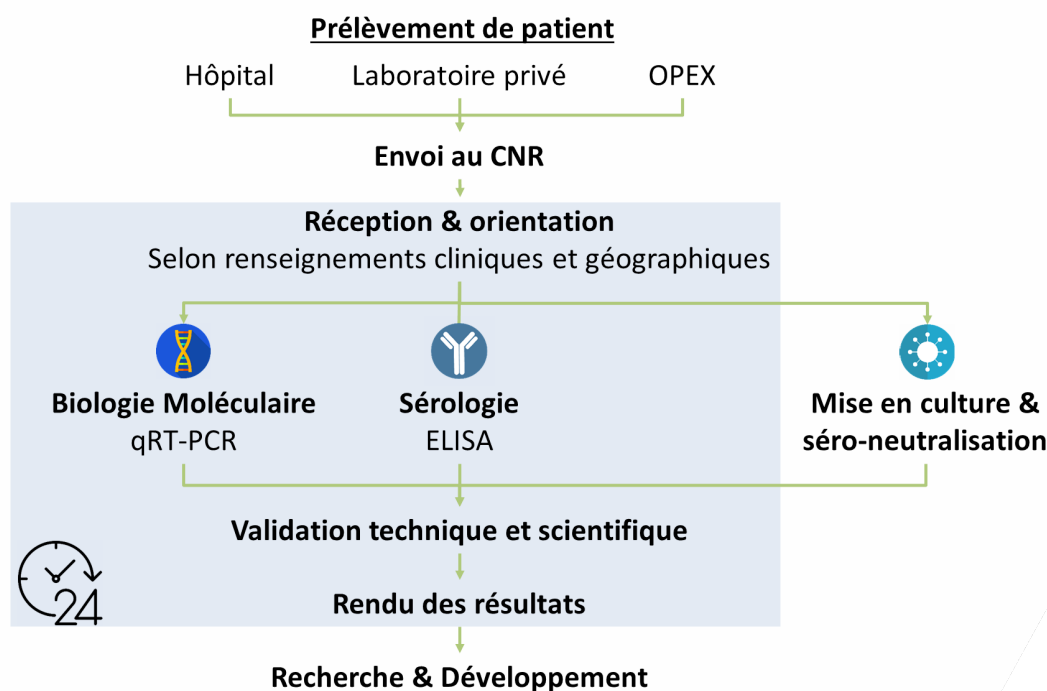 Prélèvement de patient
Hôpital Laboratoire privé OPEX
Envoi au CNR
Réception & orientation
Selon renseignements cliniques et géographiques
Biologie Moléculaire Sérologie Mise en culture &
qRT-PCR ELISA séro-neutralisation
Validation technique et scientifique
24
Rendu des résultats
Recherche & Développement